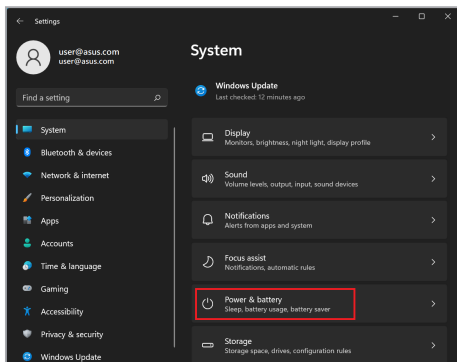 Settings
user@asus.com
user@asus.com
Find a setting
System
Bluetooth & devices
Network & internet
Personalization
Apps
Accounts
Time & language
Gaming
Accessibility
Privacy & security
Windows Update
System
Windows Update
Last checked: 12 minutes ago
Display
Monitors, brightness, night light, display profile
Sound
Volume levels, output, input, sound devices
Notifications
Alerts from apps and system
Focus assist
Notifications, automatic rules
Power & battery
Sleep, battery usage, battery saver
Storage
Storage space, drives, configuration rules